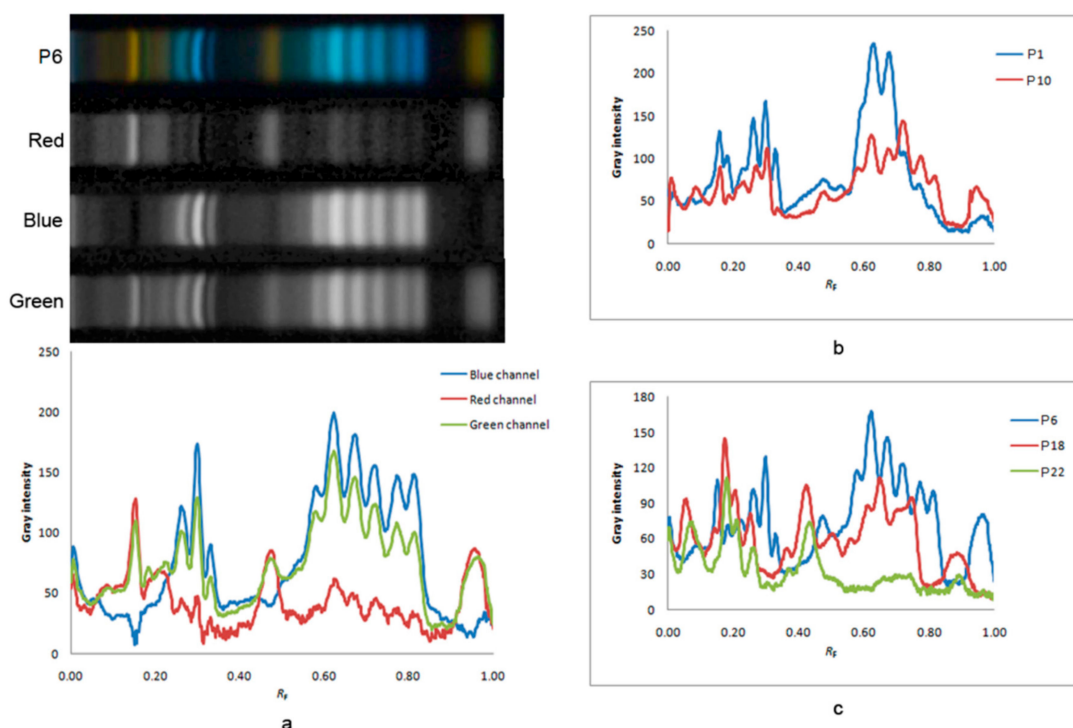 P6
Red
Blue
Green
250
200
150
100
50
0
Gray intensity
0.00 0.20 0.40 0.60 0.80 1.00
RF
Blue channel
Red channel
Green channel
a
250
200
150
100
50
0
Gray intensity
0.00 0.20 0.40 0.60 0.80 1.00
RF
P1
P10
b
180
150
120
90
60
30
0
Gray intensity
0.00 0.20 0.40 0.60 0.80 1.00
RF
P6
P18
P22
c